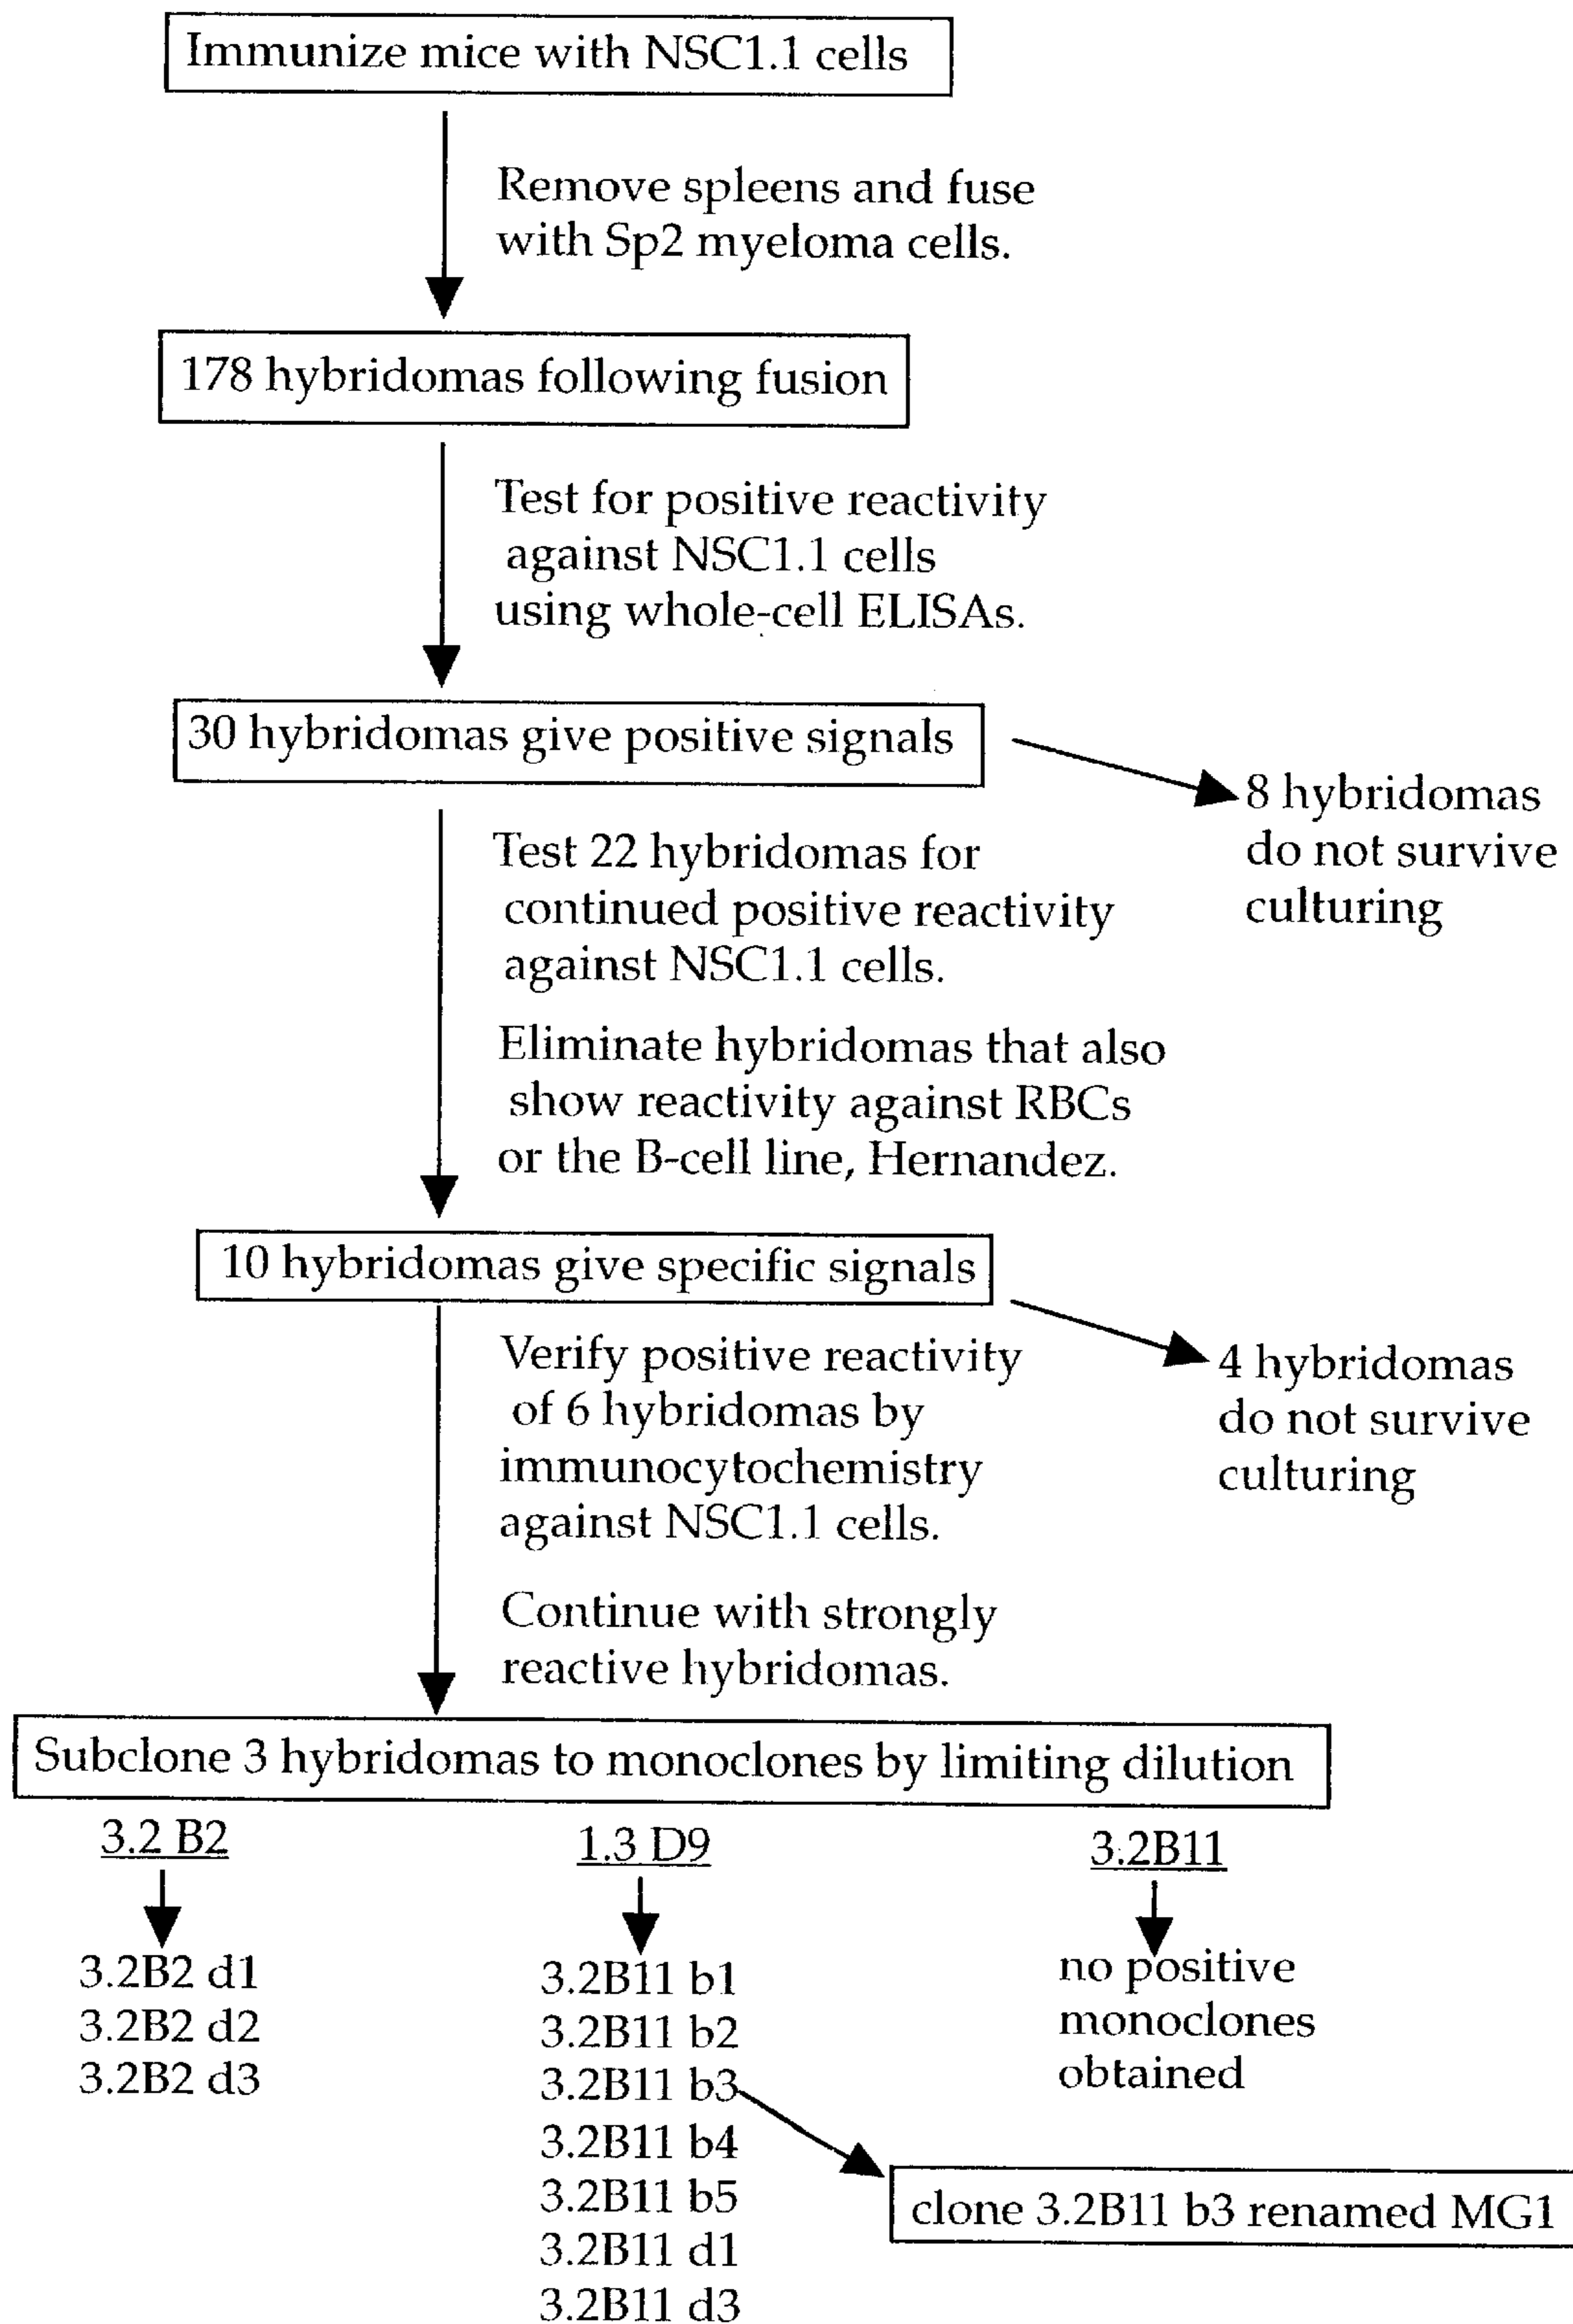 Immunize mice with NSC1.1 cells
Remove spleens and fuse
with Sp2 myeloma cells.
178 hybridomas following fusion
Test for positive reactivity
against NSC1.1 cells
using whole-cell ELISAs.
30 hybridomas give positive signals
8 hybridomas
do not survive
culturing
Test 22 hybridomas for
continued positive reactivity
against NSC1.1 cells.
Eliminate hybridomas that also
show reactivity against RBCs
or the B-cell line, Hernandez.
10 hybridomas give specific signals
4 hybridomas
do not survive
culturing
Verify positive reactivity
of 6 hybridomas by
immunocytochemistry
against NSC1.1 cells.
Continue with strongly
reactive hybridomas.
Subclone 3 hybridomas to monoclones by limiting dilution
3.2 B2
3.2B2 d1
3.2B2 d2
3.2B2 d3
1.3 D9
3.2B11 b1
3.2B11 b2
3.2B11 b3
3.2B11 b4
3.2B11 b5
3.2B11 d1
3.2B11 d3
3.2B11
no positive
monoclones
obtained
clone 3.2B11 b3 renamed MG1